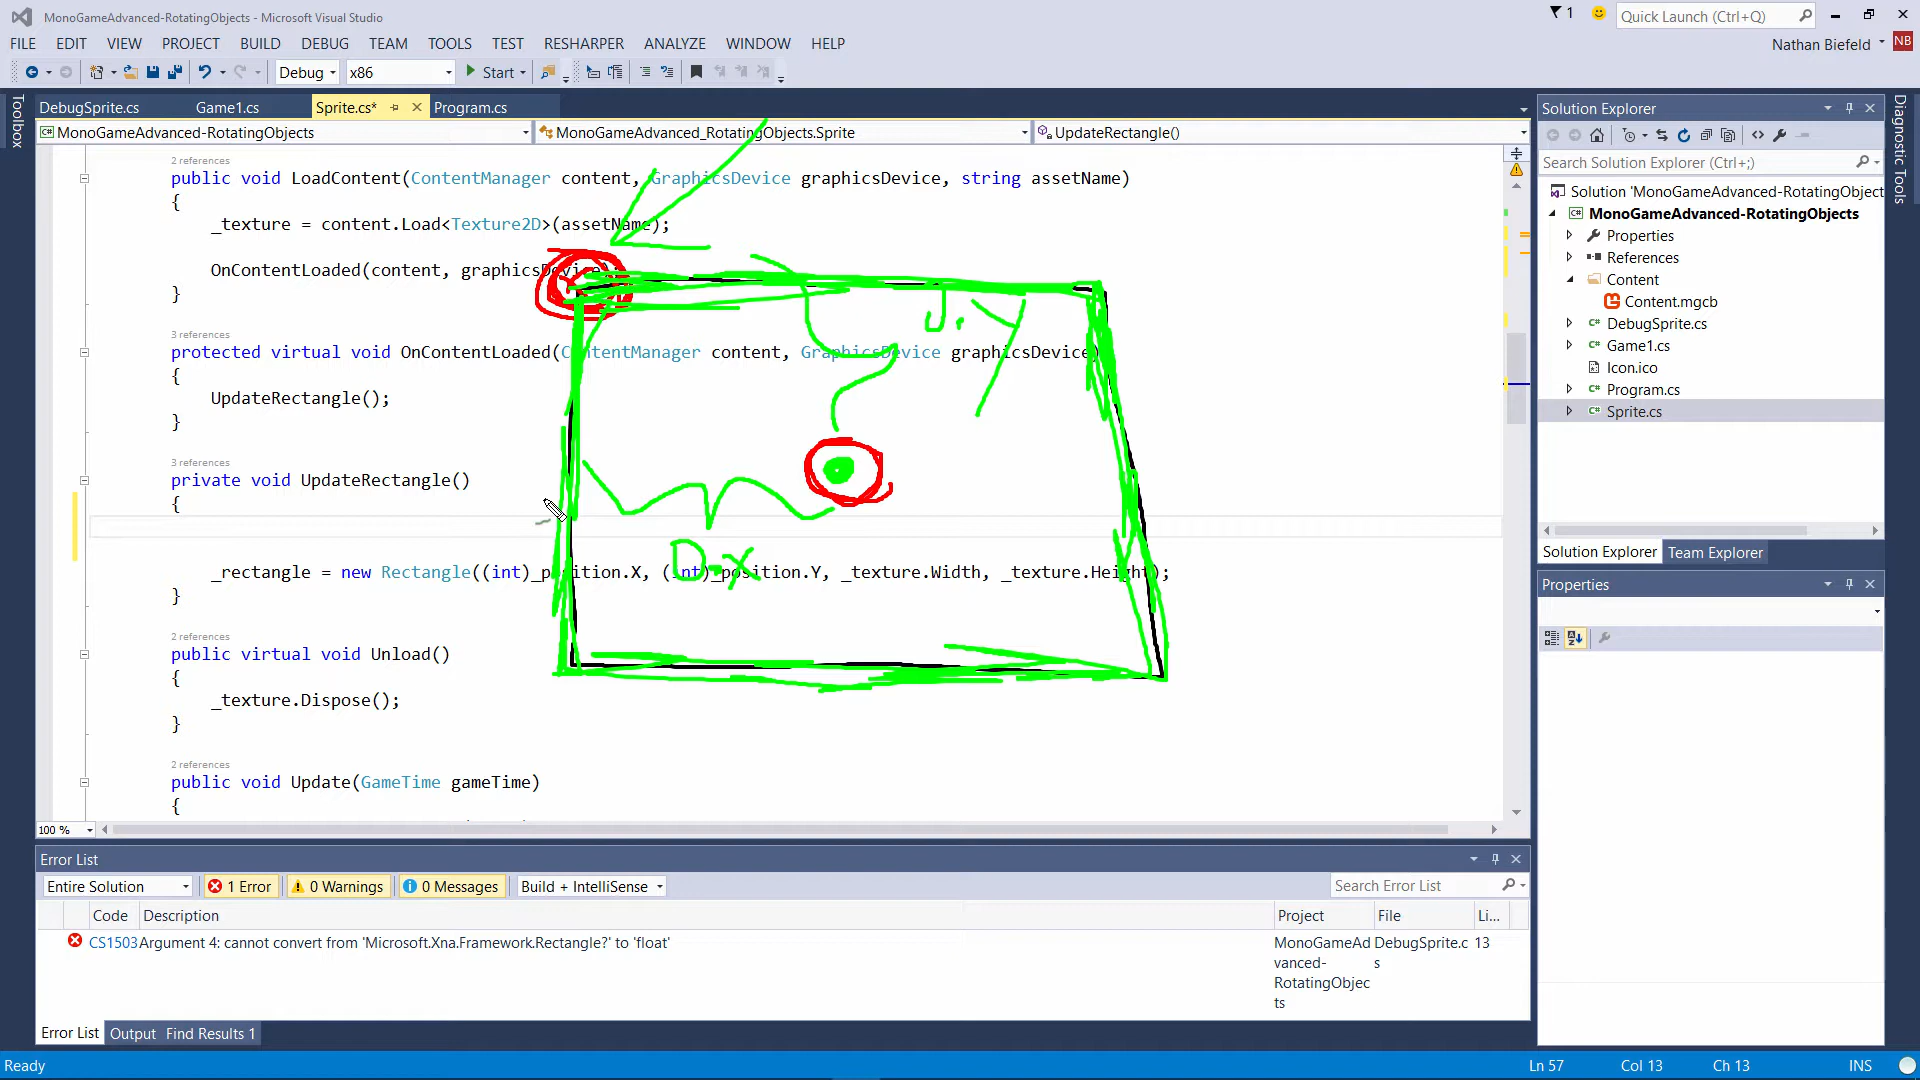 MonoGameAdvanced-RotatingObjects - Microsoft Visual Studio
1
Quick Launch (Ctrl+Q)
FILE EDIT VIEW PROJECT BUILD DEBUG TEAM TOOLS TEST RESHARPER ANALYZE WINDOW HELP
Nathan Biefeld NB
Debug x86 Start
Toolbox
DebugSprite.cs Game1.cs Sprite.cs* Program.cs
MonoGameAdvanced-RotatingObjects MonoGameAdvanced_RotatingObjects.Sprite UpdateRectangle()
2 references
public void LoadContent(ContentManager content, GraphicsDevice graphicsDevice, string assetName)
{
_texture = content.Load<Texture2D>(assetName);
OnContentLoaded(content, graphicsDevice);
}
3 references
protected virtual void OnContentLoaded(ContentManager content, GraphicsDevice graphicsDevice)
{
UpdateRectangle();
}
3 references
private void UpdateRectangle()
{
_rectangle = new Rectangle((int)_position.X, (int)_position.Y, _texture.Width, _texture.Height);
}
2 references
public virtual void Unload()
{
_texture.Dispose();
}
2 references
public void Update(GameTime gameTime)
{
100 %
Solution Explorer
Search Solution Explorer (Ctrl+;)
Solution 'MonoGameAdvanced-RotatingObject
MonoGameAdvanced-RotatingObjects
Properties
References
Content
Content.mgcb
DebugSprite.cs
Game1.cs
Icon.ico
Program.cs
Sprite.cs
Solution Explorer Team Explorer
Properties
Diagnostic Tools
Error List
Entire Solution 1 Error 0 Warnings 0 Messages Build + IntelliSense Search Error List
Code Description Project File Li...
CS1503 Argument 4: cannot convert from 'Microsoft.Xna.Framework.Rectangle?' to 'float' MonoGameAd DebugSprite.c 13
vanced- s
RotatingObjec
ts
Error List Output Find Results 1
Ready Ln 57 Col 13 Ch 13 INS